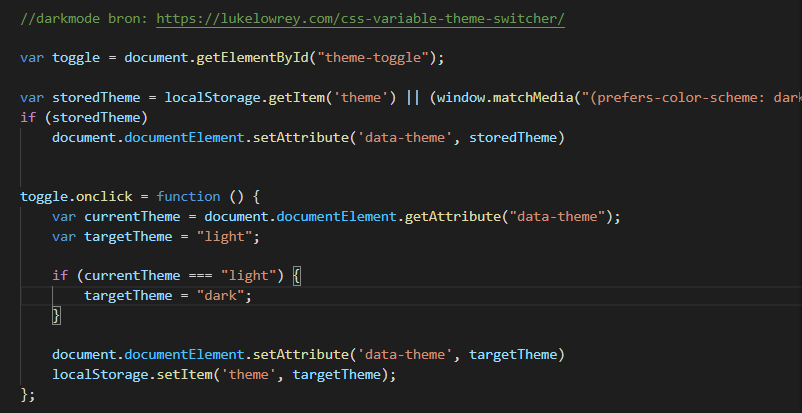 //darkmode bron: https://lukelowrey.com/css-variable-theme-switcher/
var toggle = document.getElementById("theme-toggle");
var storedTheme = localStorage.getItem('theme') || (window.matchMedia("(prefers-color-scheme: dark
if (storedTheme)
document.documentElement.setAttribute('data-theme', storedTheme)
toggle.onclick = function () {
var currentTheme = document.documentElement.getAttribute("data-theme");
var targetTheme = "light";
if (currentTheme === "light") {
targetTheme = "dark";
}
document.documentElement.setAttribute('data-theme', targetTheme)
localStorage.setItem('theme', targetTheme);
};